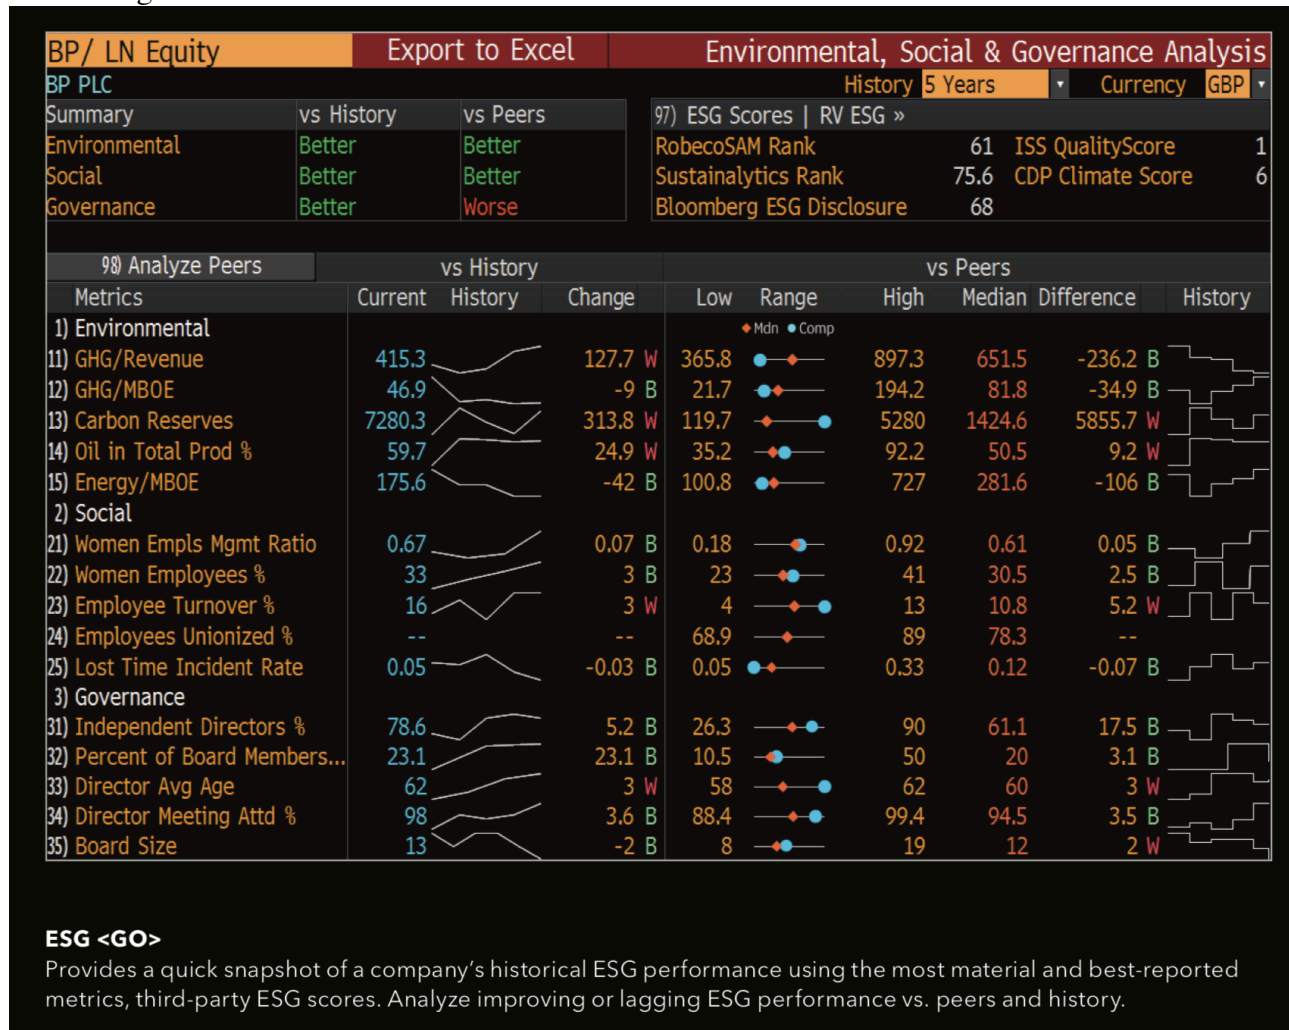 BP/ LN Equity Export to Excel Environmental, Social & Governance Analysis
BP PLC History 5 Years Currency GBP
Summary vs History vs Peers 97) ESG Scores | RV ESG »
Environmental Better Better RobecoSAM Rank 61 ISS QualityScore 1
Social Better Better Sustainalytics Rank 75.6 CDP Climate Score 6
Governance Better Worse Bloomberg ESG Disclosure 68
98) Analyze Peers vs History vs Peers
Metrics Current History Change Low Range High Median Difference History
1) Environmental Mdn Comp
11) GHG/Revenue 415.3 127.7 W 365.8 897.3 651.5 -236.2 B
12) GHG/MBOE 46.9 -9 B 21.7 194.2 81.8 -34.9 B
13) Carbon Reserves 7280.3 313.8 W 119.7 5280 1424.6 5855.7 W
14) Oil in Total Prod % 59.7 24.9 W 35.2 92.2 50.5 9.2 W
15) Energy/MBOE 175.6 -42 B 100.8 727 281.6 -106 B
2) Social
21) Women Empls Mgmt Ratio 0.67 0.07 B 0.18 0.92 0.61 0.05 B
22) Women Employees % 33 3 B 23 41 30.5 2.5 B
23) Employee Turnover % 16 3 W 4 13 10.8 5.2 W
24) Employees Unionized % -- -- 68.9 89 78.3 --
25) Lost Time Incident Rate 0.05 -0.03 B 0.05 0.33 0.12 -0.07 B
3) Governance
31) Independent Directors % 78.6 5.2 B 26.3 90 61.1 17.5 B
32) Percent of Board Members... 23.1 23.1 B 10.5 50 20 3.1 B
33) Director Avg Age 62 3 W 58 62 60 3 W
34) Director Meeting Attd % 98 3.6 B 88.4 99.4 94.5 3.5 B
35) Board Size 13 -2 B 8 19 12 2 W
ESG <GO>
Provides a quick snapshot of a company's historical ESG performance using the most material and best-reported
metrics, third-party ESG scores. Analyze improving or lagging ESG performance vs. peers and history.